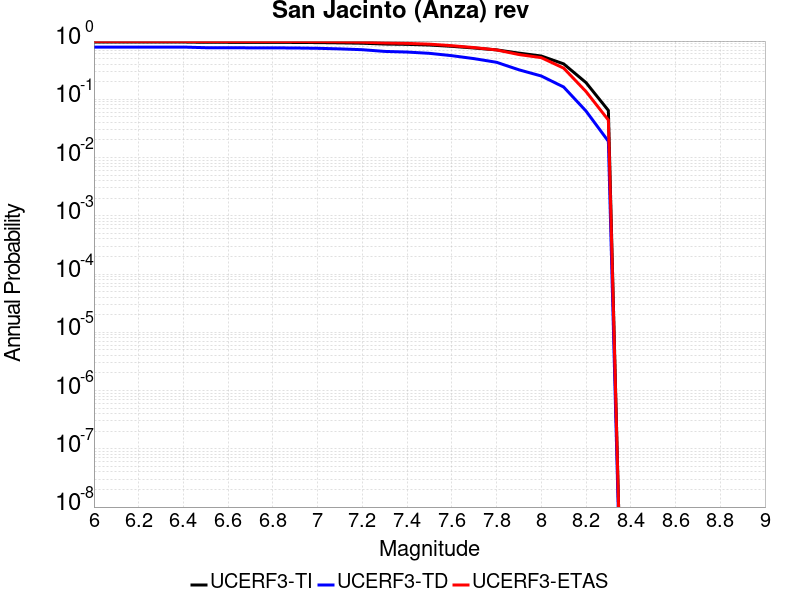 San Jacinto (Anza) rev
10^0
10^-1
10^-2
10^-3
10^-4
10^-5
10^-6
10^-7
10^-8
Annual Probability
6 6.2 6.4 6.6 6.8 7 7.2 7.4 7.6 7.8 8 8.2 8.4 8.6 8.8 9
Magnitude
UCERF3-TI UCERF3-TD UCERF3-ETAS